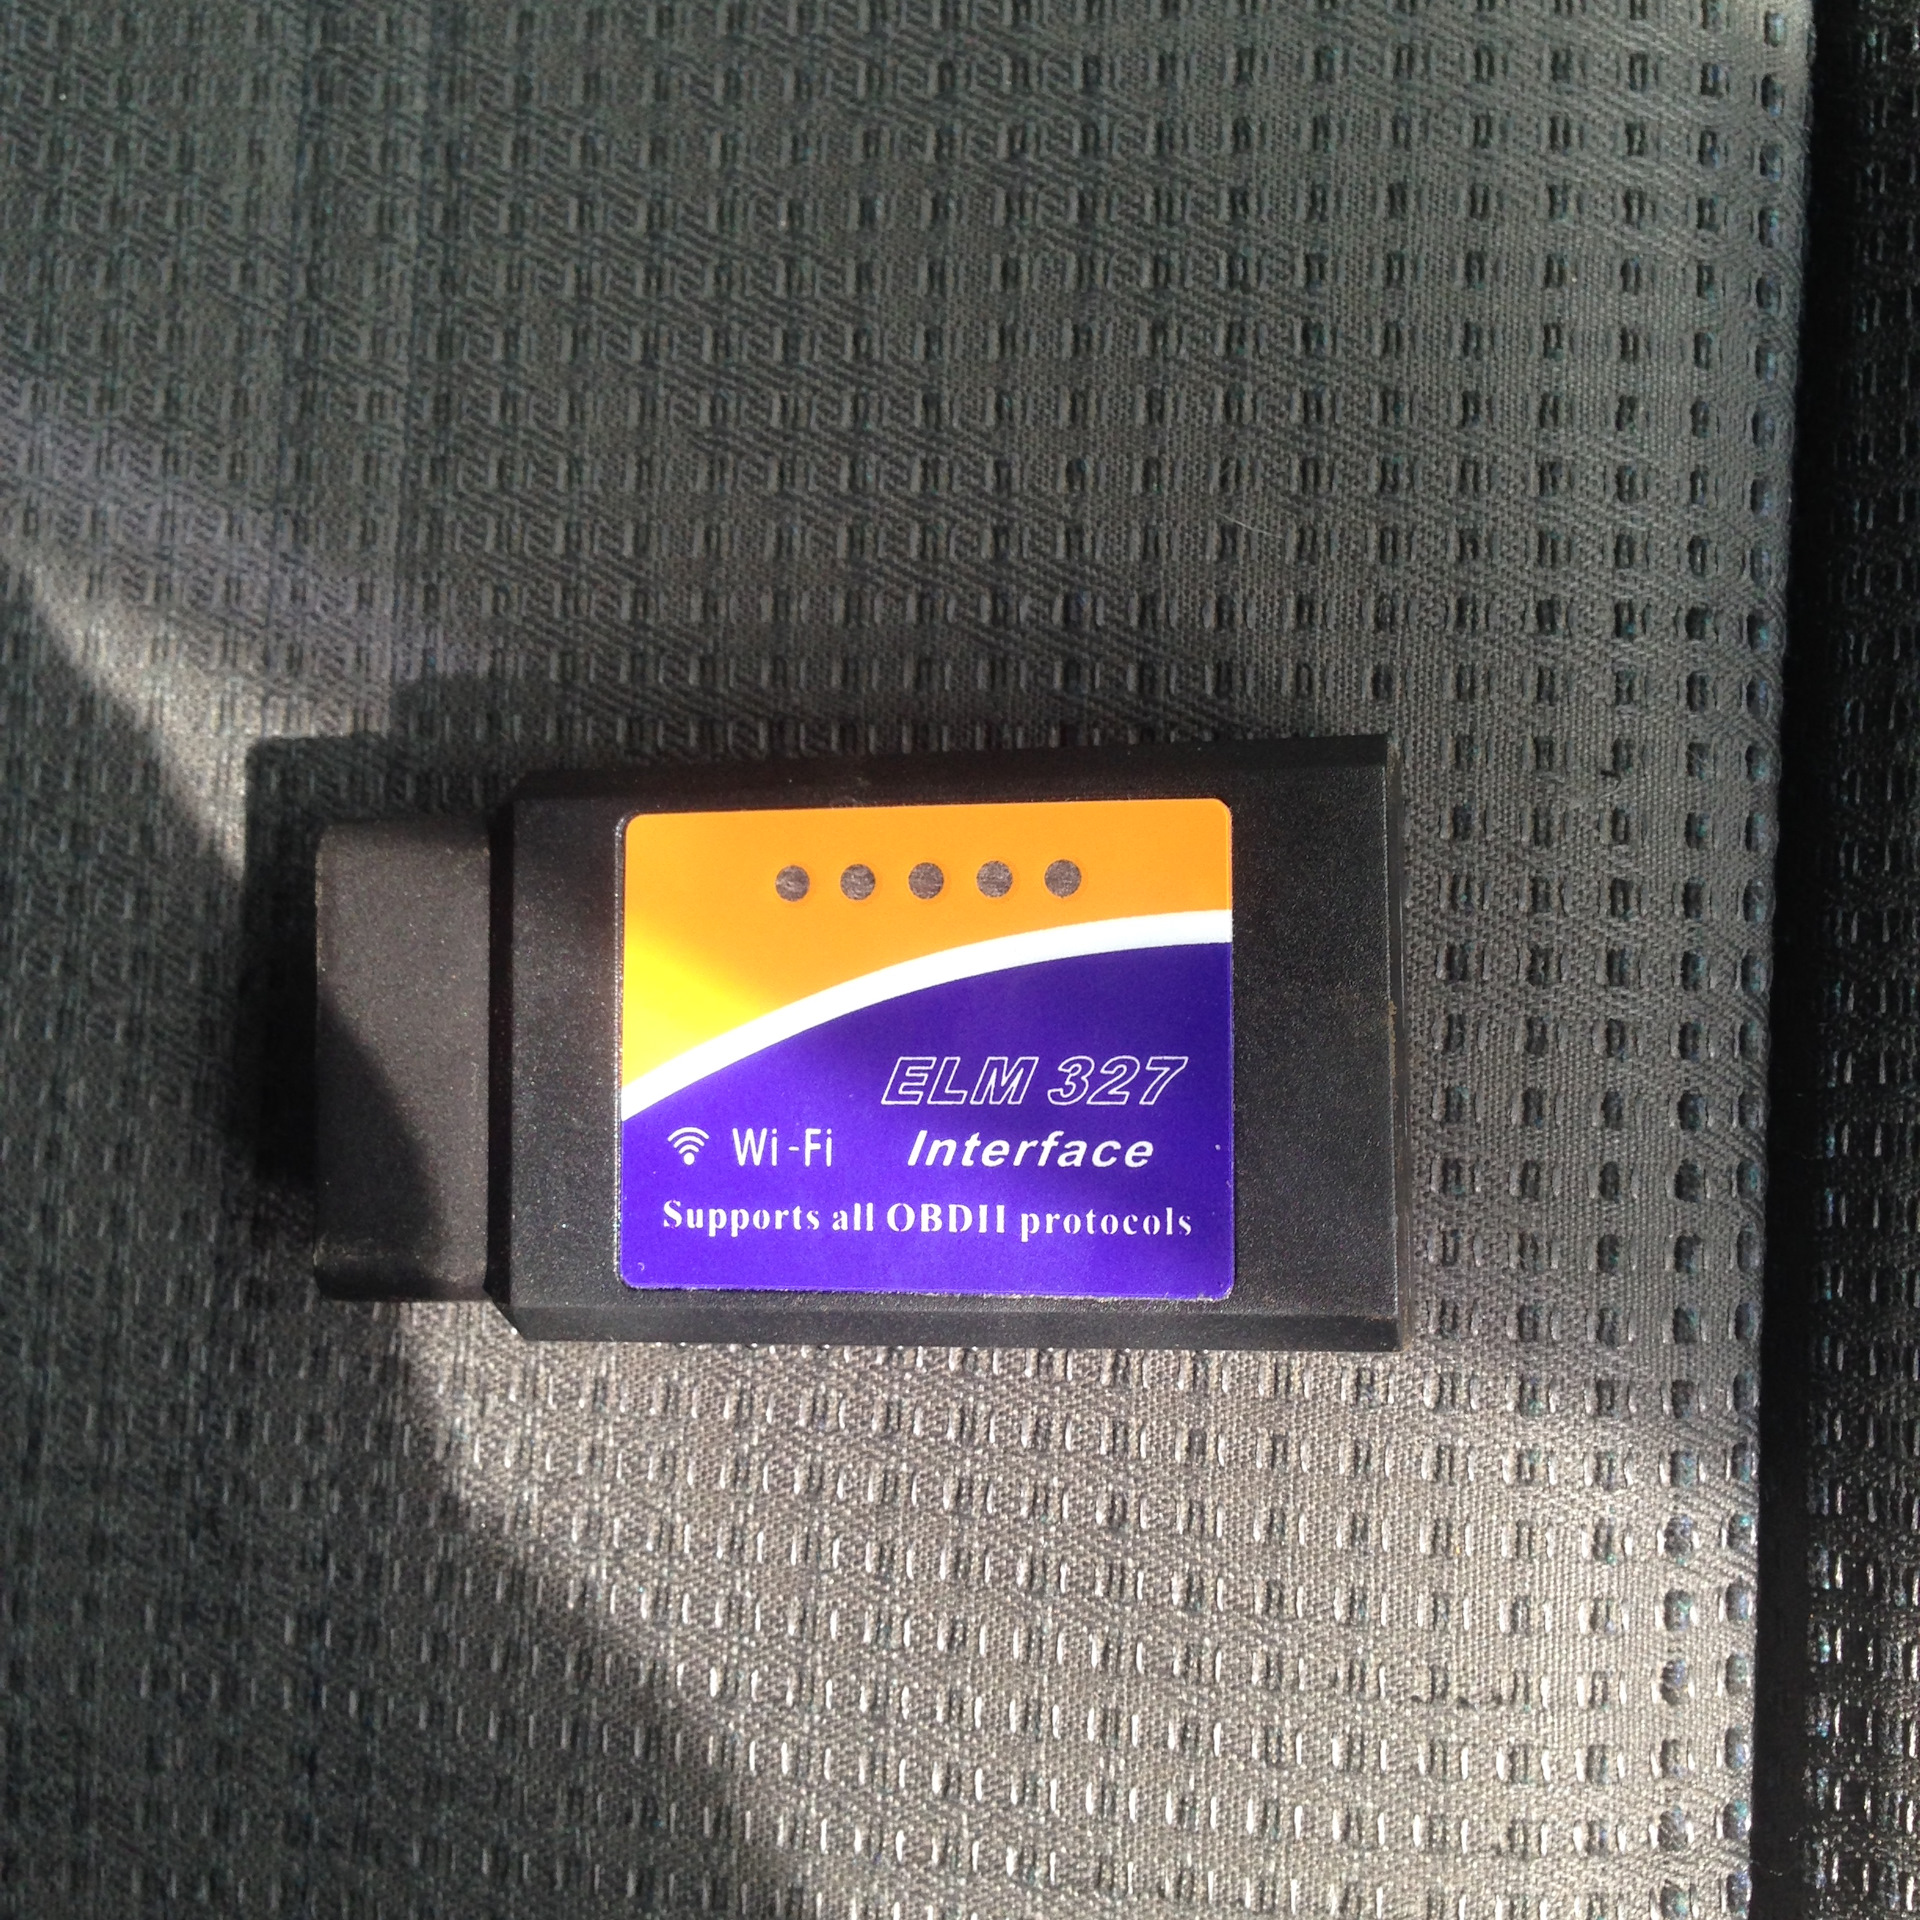 ELM 327
Wi-Fi Interface
Supports all OBDII protocols